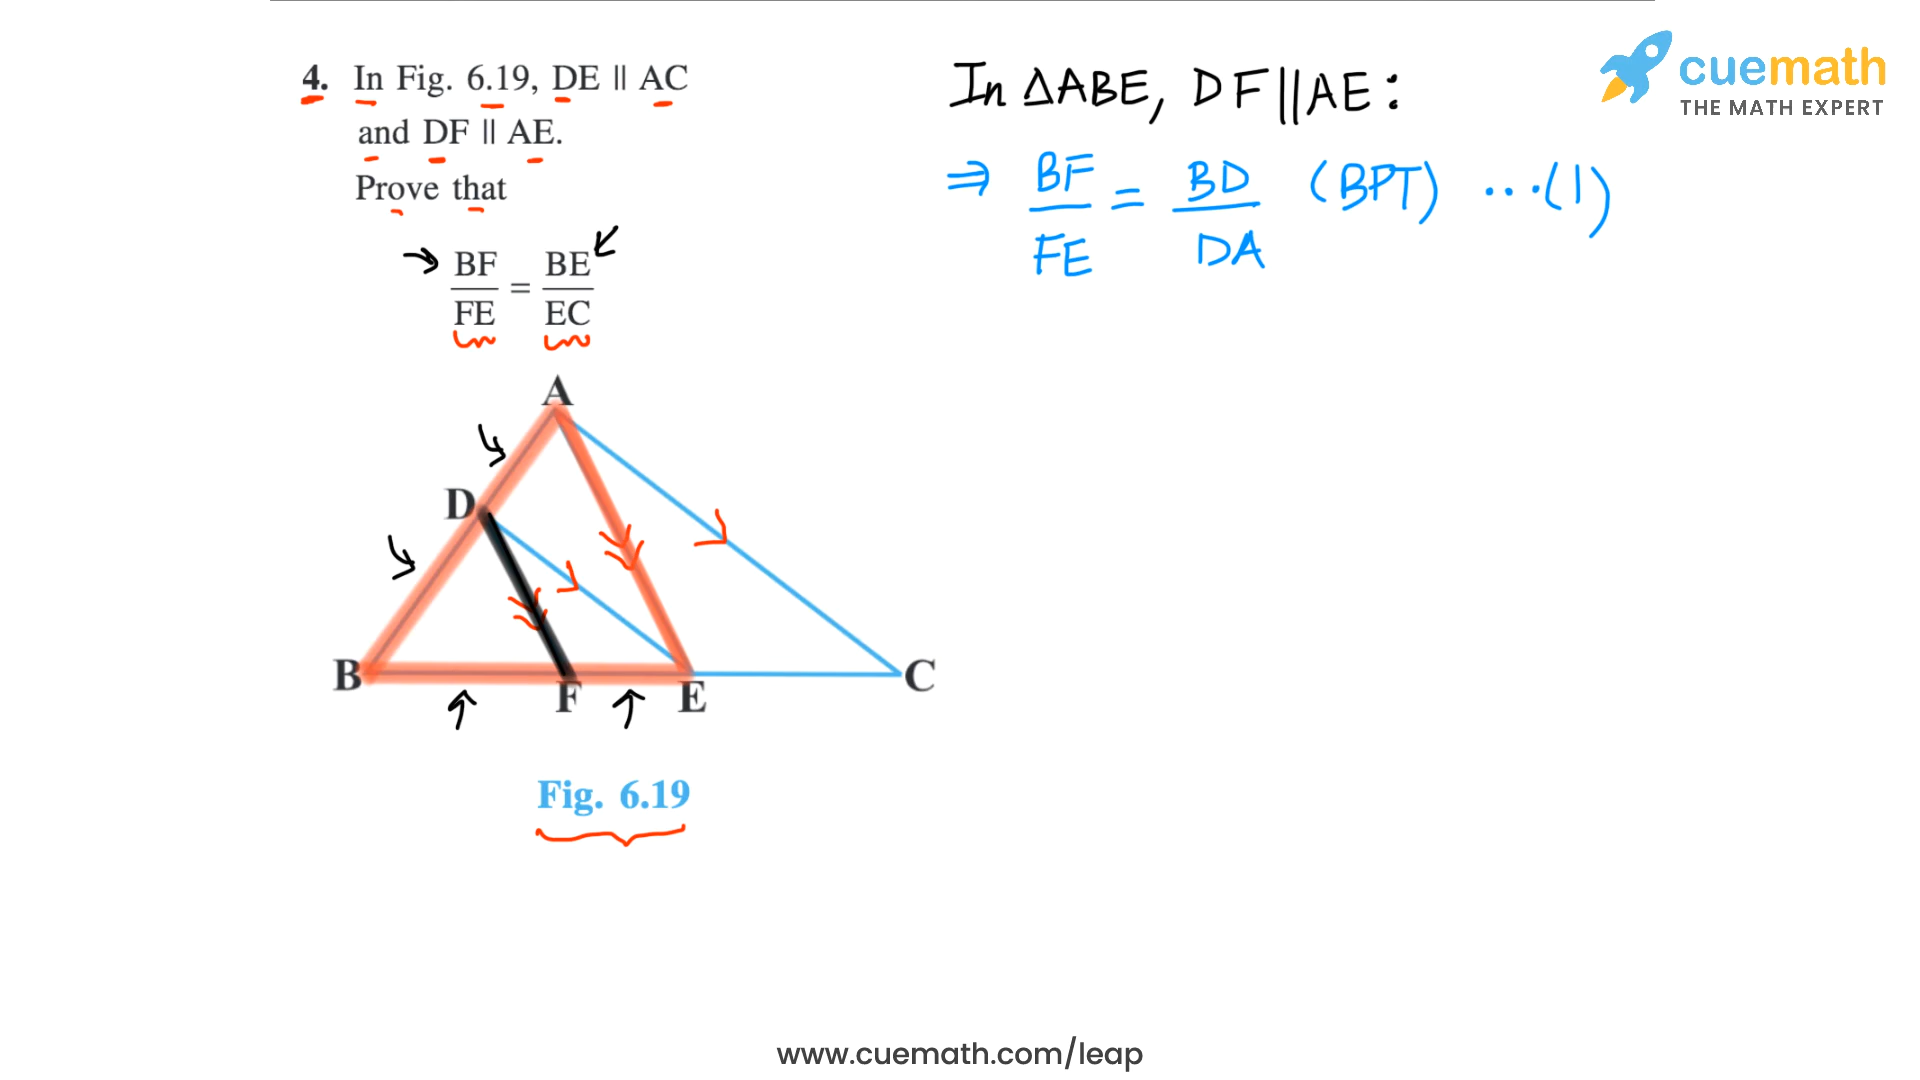 4. In Fig. 6.19, DE || AC
and DF || AE.
Prove that
BF/FE = BE/EC
A
D
B
F
E
C
Fig. 6.19
In ΔABE, DF||AE:
⇒ BF/FE = BD/DA (BPT) ...(1)
cuemath
THE MATH EXPERT
www.cuemath.com/leap